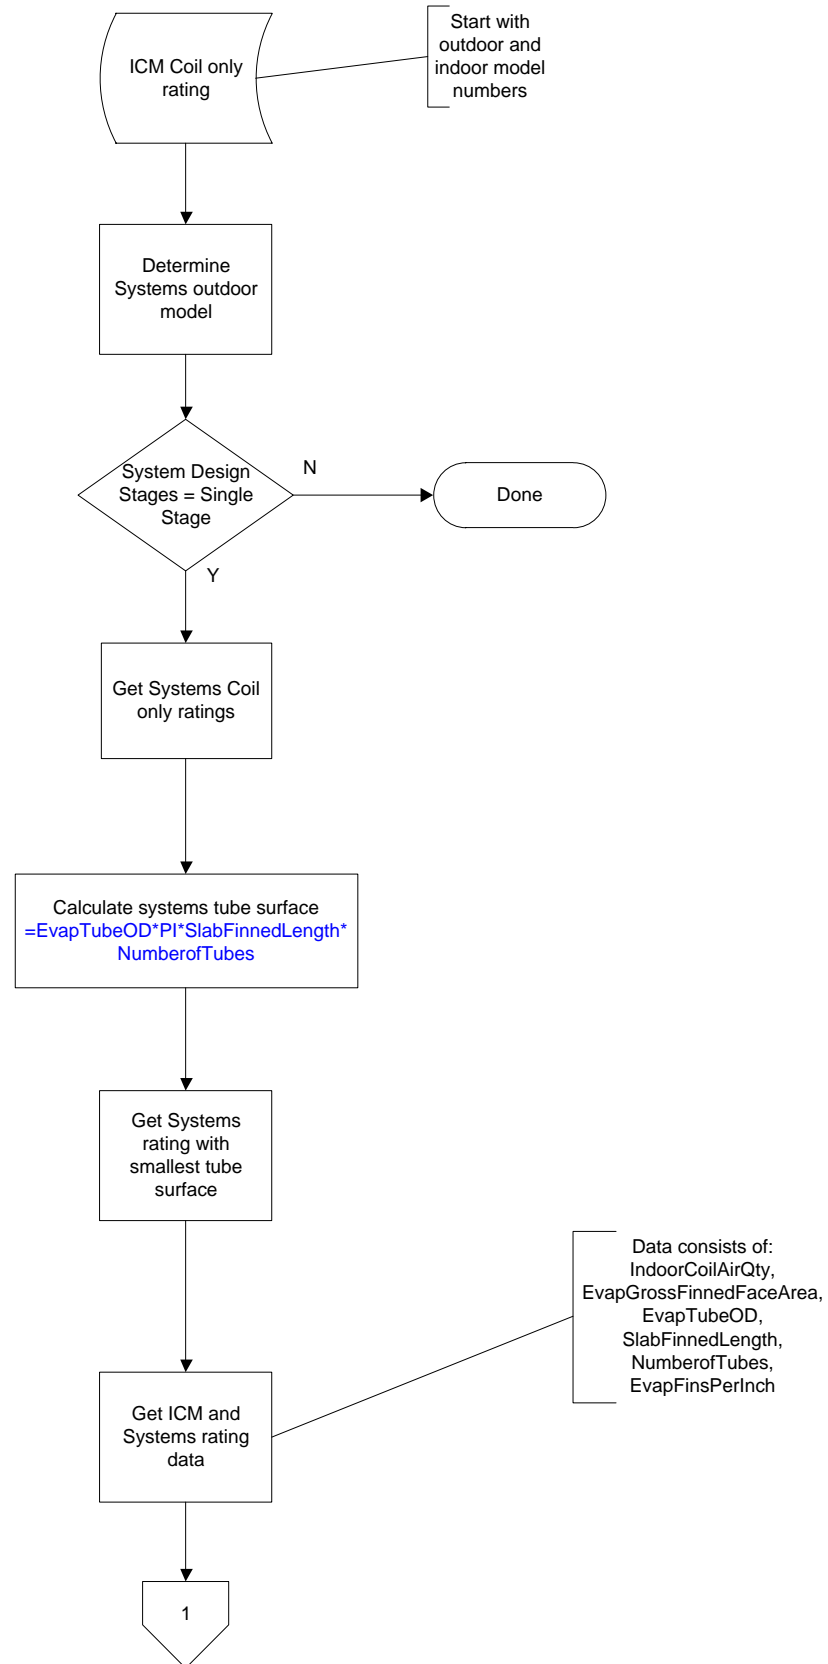 ICM Coil only
rating
Start with
outdoor and
indoor model
numbers
Determine
Systems outdoor
model
System Design
Stages = Single
Stage
N
Done
Y
Get Systems Coil
only ratings
Calculate systems tube surface
=EvapTubeOD*PI*SlabFinnedLength*
NumberofTubes
Get Systems
rating with
smallest tube
surface
Data consists of:
IndoorCoilAirQty,
EvapGrossFinnedFaceArea,
EvapTubeOD,
SlabFinnedLength,
NumberofTubes,
EvapFinsPerInch
Get ICM and
Systems rating
data
1